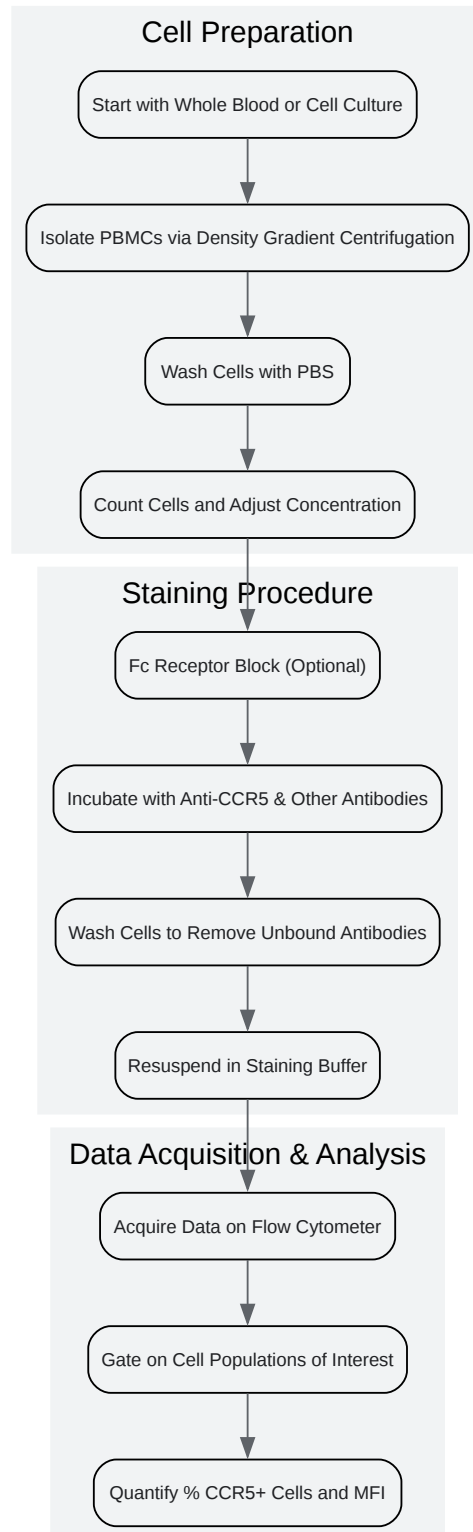 Cell Preparation
Start with Whole Blood or Cell Culture
Isolate PBMCs via Density Gradient Centrifugation
Wash Cells with PBS
Count Cells and Adjust Concentration
Staining Procedure
Fc Receptor Block (Optional)
Incubate with Anti-CCR5 & Other Antibodies
Wash Cells to Remove Unbound Antibodies
Resuspend in Staining Buffer
Data Acquisition & Analysis
Acquire Data on Flow Cytometer
Gate on Cell Populations of Interest
Quantify % CCR5+ Cells and MFI